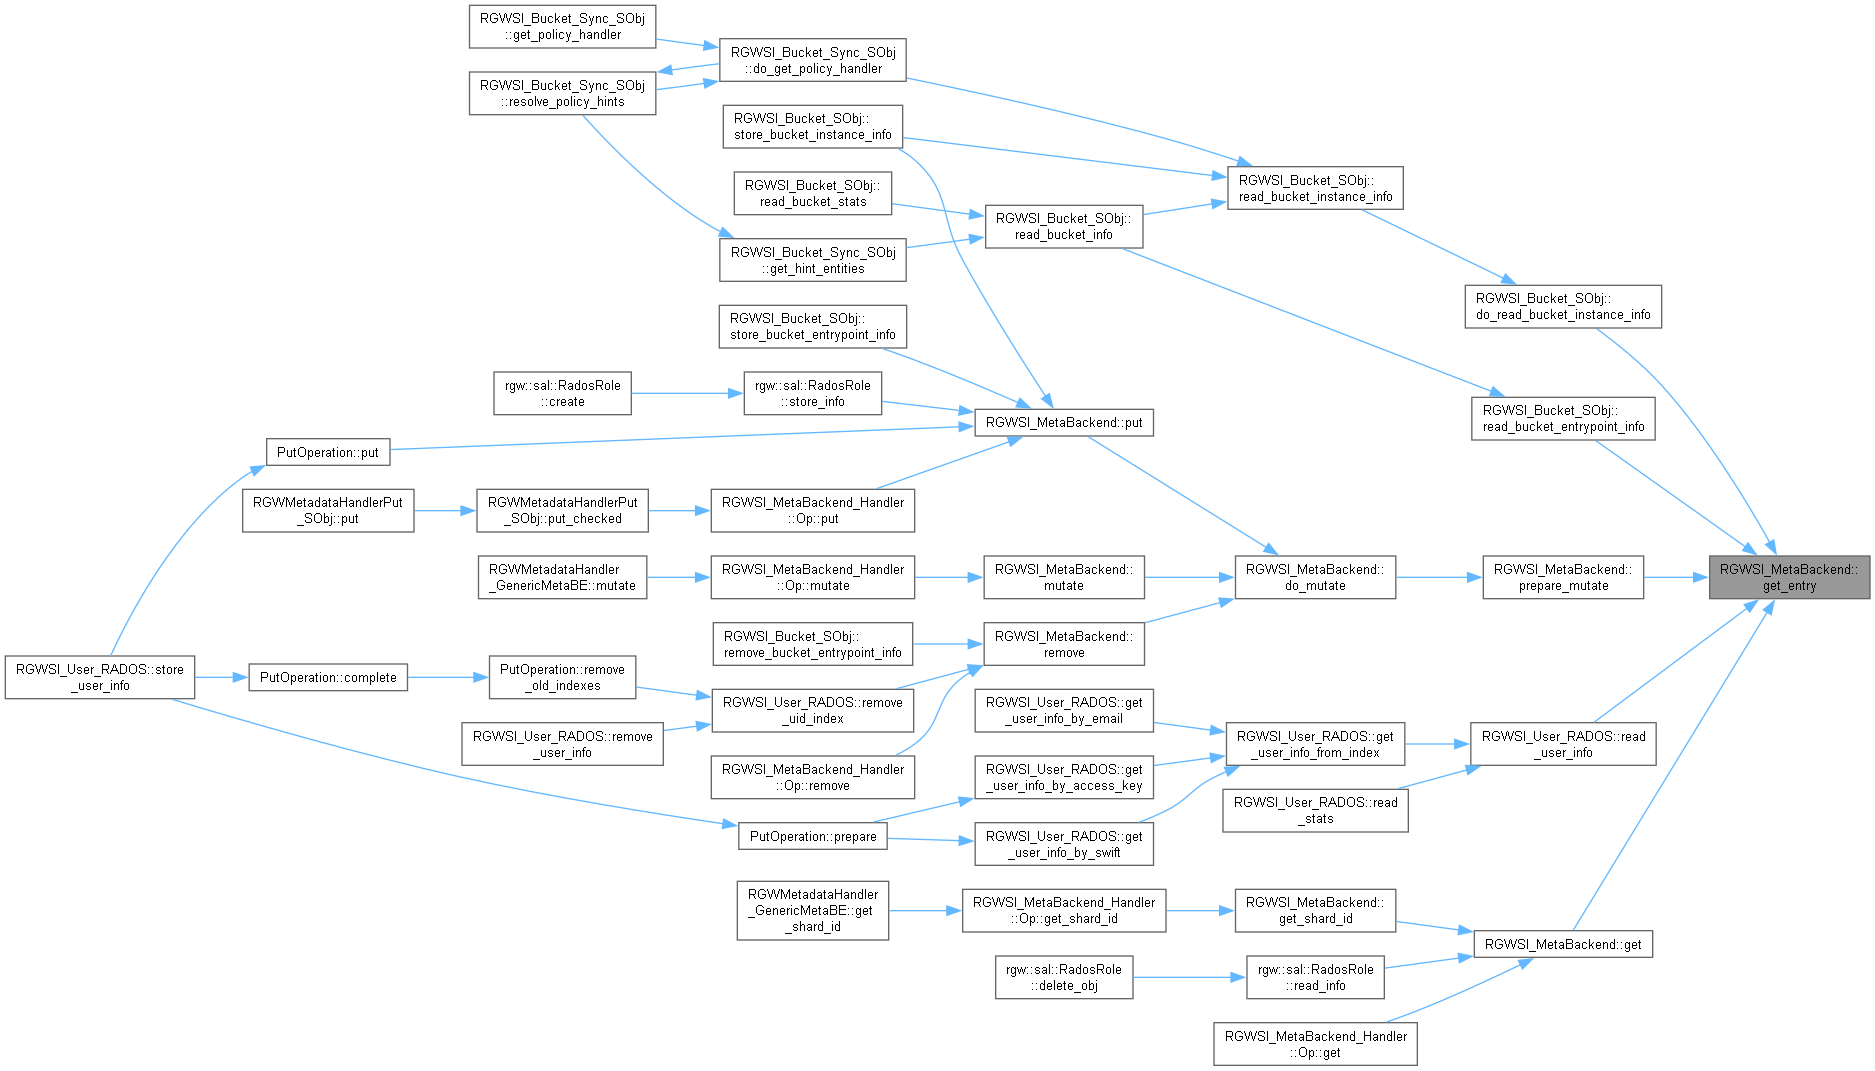 RGWSI_Bucket_Sync_SObj
::get_policy_handler
RGWSI_Bucket_Sync_SObj
::do_get_policy_handler
RGWSI_Bucket_Sync_SObj
::resolve_policy_hints
RGWSI_Bucket_SObj::
store_bucket_instance_info
RGWSI_Bucket_SObj::
read_bucket_instance_info
RGWSI_Bucket_SObj::
read_bucket_stats
RGWSI_Bucket_SObj::
read_bucket_info
RGWSI_Bucket_Sync_SObj
::get_hint_entities
RGWSI_Bucket_SObj::
do_read_bucket_instance_info
RGWSI_Bucket_SObj::
store_bucket_entrypoint_info
rgw::sal::RadosRole
::create
rgw::sal::RadosRole
::store_info
RGWSI_MetaBackend::put
RGWSI_Bucket_SObj::
read_bucket_entrypoint_info
PutOperation::put
RGWMetadataHandlerPut
_SObj::put
RGWMetadataHandlerPut
_SObj::put_checked
RGWSI_MetaBackend_Handler
::Op::put
RGWMetadataHandler
_GenericMetaBE::mutate
RGWSI_MetaBackend_Handler
::Op::mutate
RGWSI_MetaBackend::
mutate
RGWSI_MetaBackend::
do_mutate
RGWSI_MetaBackend::
prepare_mutate
RGWSI_MetaBackend::
get_entry
RGWSI_Bucket_SObj::
remove_bucket_entrypoint_info
RGWSI_MetaBackend::
remove
RGWSI_User_RADOS::store
_user_info
PutOperation::complete
PutOperation::remove
_old_indexes
RGWSI_User_RADOS::remove
_uid_index
RGWSI_User_RADOS::get
_user_info_by_email
RGWSI_User_RADOS::remove
_user_info
RGWSI_User_RADOS::get
_user_info_from_index
RGWSI_User_RADOS::read
_user_info
RGWSI_MetaBackend_Handler
::Op::remove
RGWSI_User_RADOS::get
_user_info_by_access_key
RGWSI_User_RADOS::read
_stats
PutOperation::prepare
RGWSI_User_RADOS::get
_user_info_by_swift
RGWMetadataHandler
_GenericMetaBE::get
_shard_id
RGWSI_MetaBackend_Handler
::Op::get_shard_id
RGWSI_MetaBackend::
get_shard_id
RGWSI_MetaBackend::get
rgw::sal::RadosRole
::delete_obj
rgw::sal::RadosRole
::read_info
RGWSI_MetaBackend_Handler
::Op::get